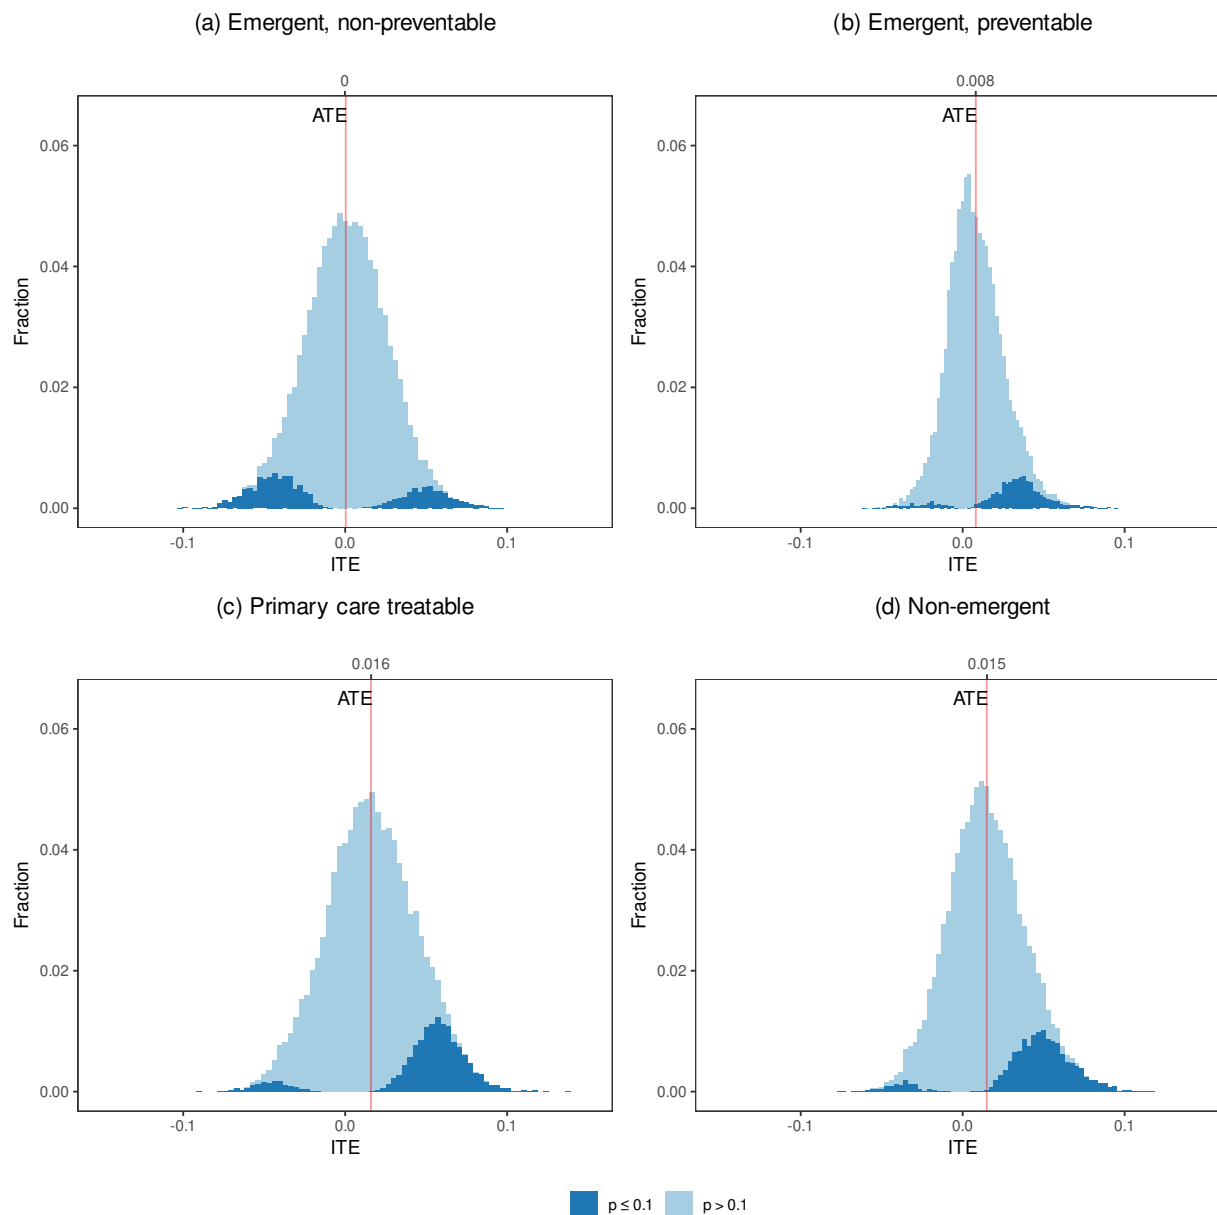 (a) Emergent, non-preventable
0
ATE
0.06
0.04
0.02
0.00
Fraction
-0.1 0.0 0.1
ITE
(b) Emergent, preventable
0.008
ATE
0.06
0.04
0.02
0.00
Fraction
-0.1 0.0 0.1
ITE
(c) Primary care treatable
0.016
ATE
0.06
0.04
0.02
0.00
Fraction
-0.1 0.0 0.1
ITE
(d) Non-emergent
0.015
ATE
0.06
0.04
0.02
0.00
Fraction
-0.1 0.0 0.1
ITE
p ≤ 0.1 p > 0.1